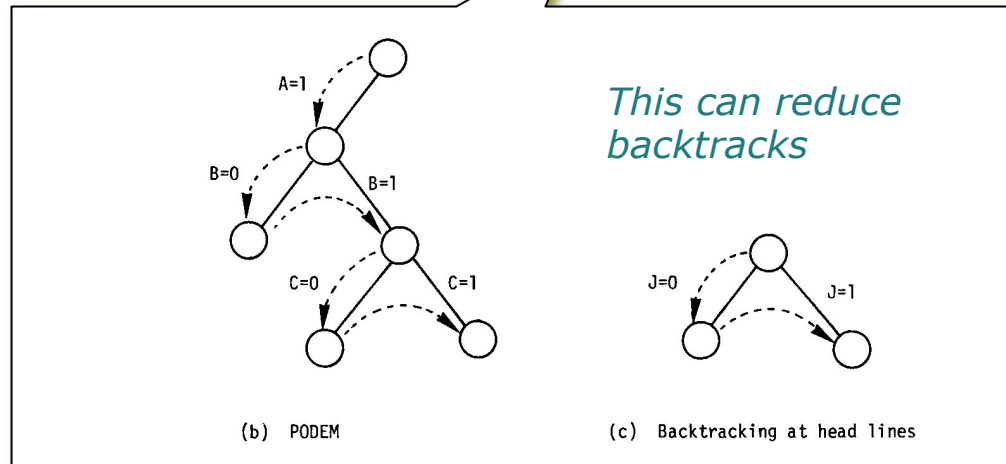 A=1
B=0
B=1
C=0
C=1
(b) PODEM
This can reduce
backtracks
J=0
J=1
(c) Backtracking at head lines